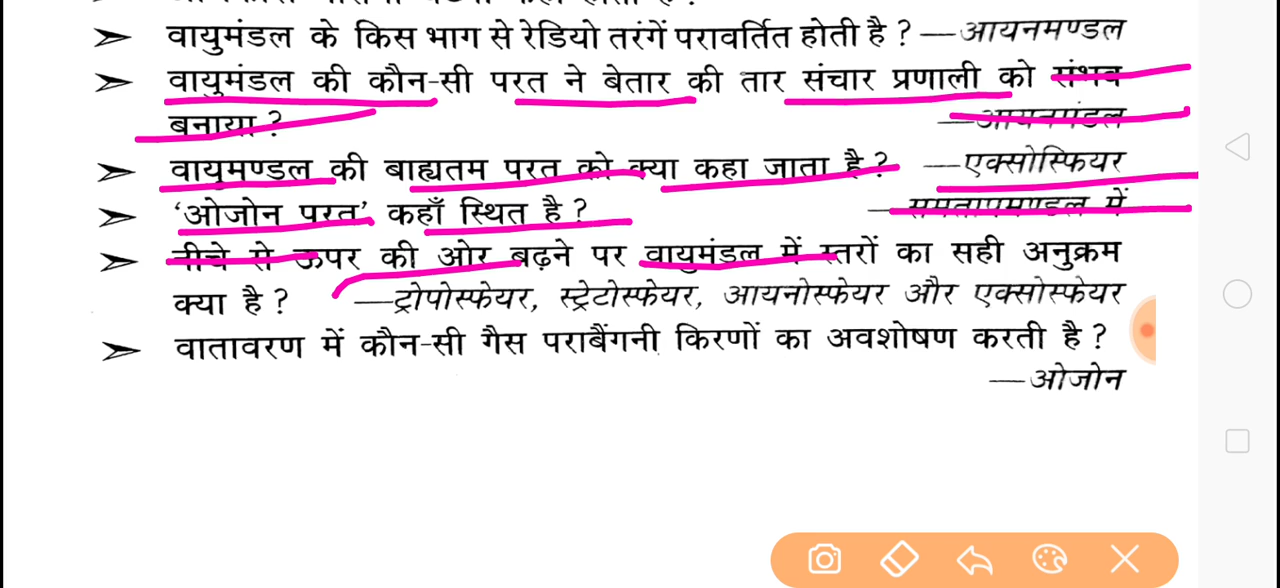 ➤ वायुमंडल के किस भाग से रेडियो तरंगें परावर्तित होती है ? —आयनमण्डल
➤ वायुमंडल की कौन-सी परत ने बेतार की तार संचार प्रणाली को संभव
बनाया ? —आयनमंडल
➤ वायुमण्डल की बाह्यतम परत को क्या कहा जाता है ? —एक्सोस्फियर
➤ ‘ओजोन परत’ कहाँ स्थित है ? —समतापमण्डल में
➤ नीचे से ऊपर की ओर बढ़ने पर वायुमंडल में स्तरों का सही अनुक्रम
क्या है ? —ट्रोपोस्फेयर, स्ट्रेटोस्फेयर, आयनोस्फेयर और एक्सोस्फेयर
➤ वातावरण में कौन-सी गैस पराबैंगनी किरणों का अवशोषण करती है ?
—ओजोन